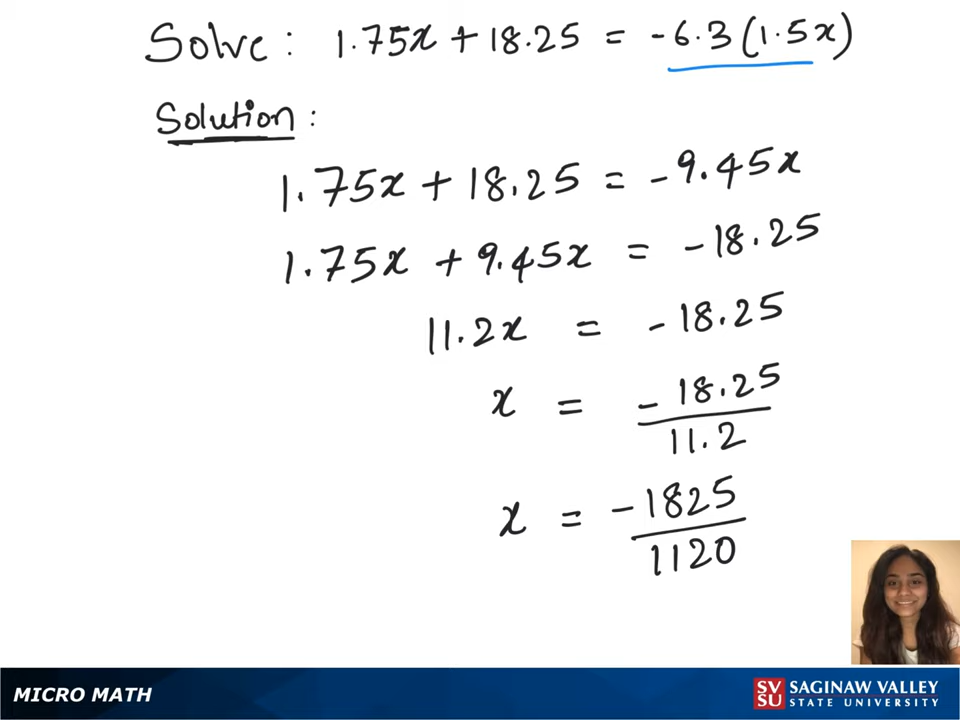 Solve : 1.75x + 18.25 = -6.3 (1.5x)
Solution :
1.75x + 18.25 = -9.45x
1.75x + 9.45x = -18.25
11.2x = -18.25
x = -18.25
11.2
x = -1825
1120
MICRO MATH
SV
SU
SAGINAW VALLEY
STATE UNIVERSITY